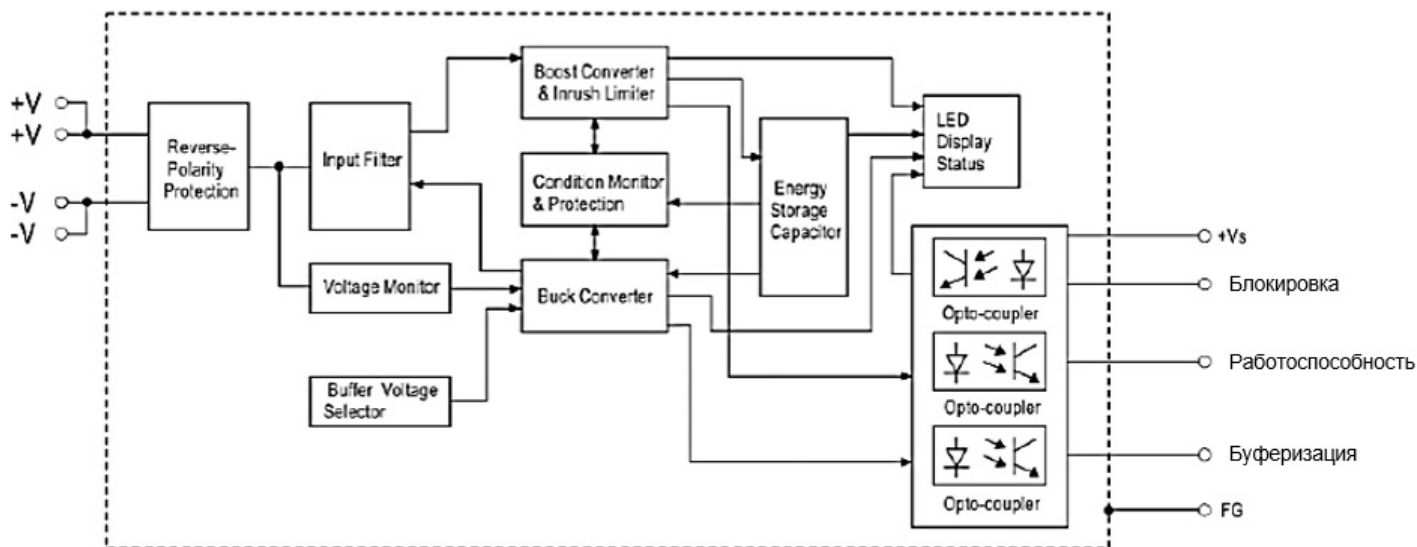 +V
+V
-V
-V
Reverse-
Polarity
Protection
Input Filter
Voltage Monitor
Buffer Voltage
Selector
Boost Converter
& Inrush Limiter
Condition Monitor
& Protection
Buck Converter
Energy
Storage
Capacitor
LED
Display
Status
Opto-coupler
Opto-coupler
Opto-coupler
+Vs
Блокировка
Работоспособность
Буферизация
FG